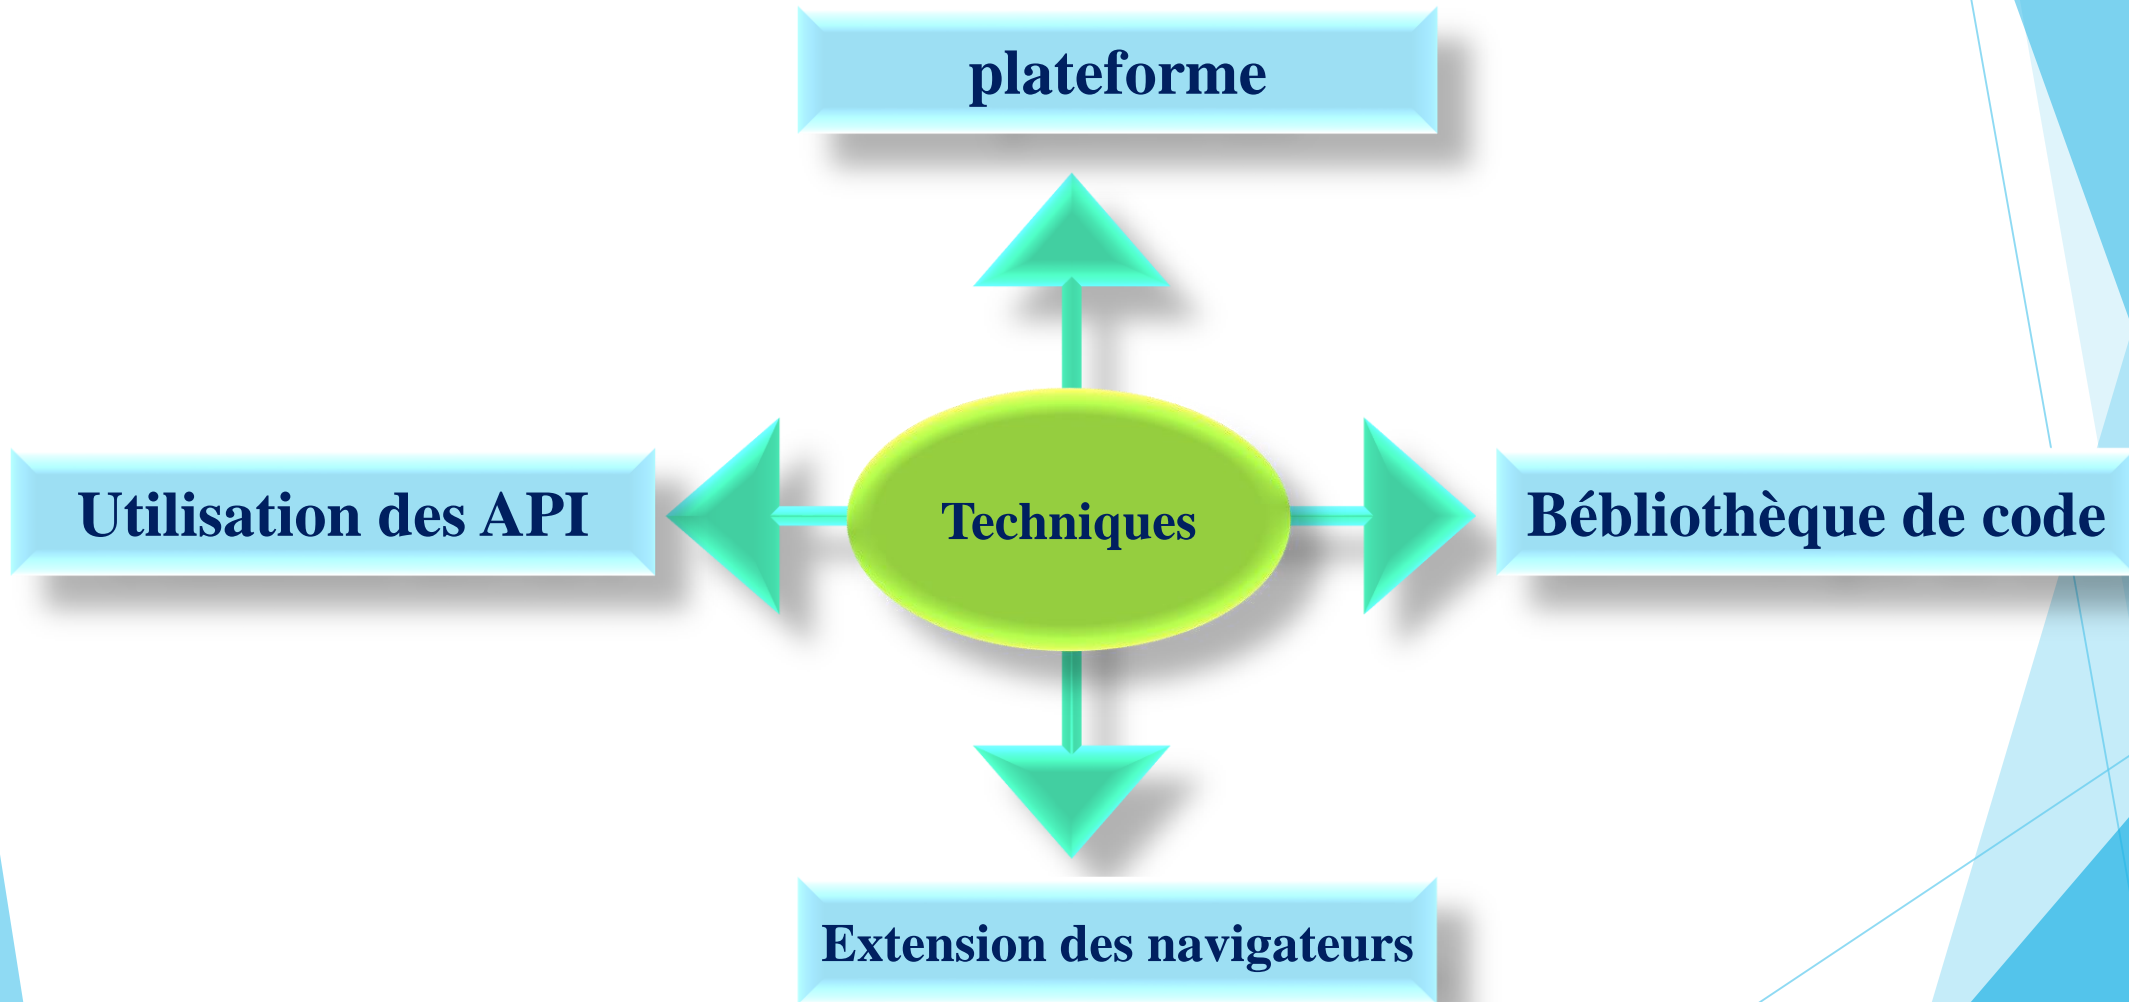 plateforme
Utilisation des API
Techniques
Bébliothèque de code
Extension des navigateurs